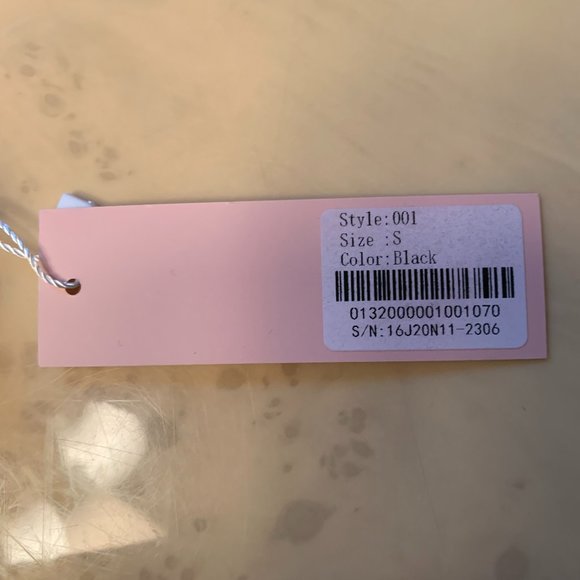 Style:001
Size :S
Color:Black
0132000001001070
S/N:16J20N11-2306